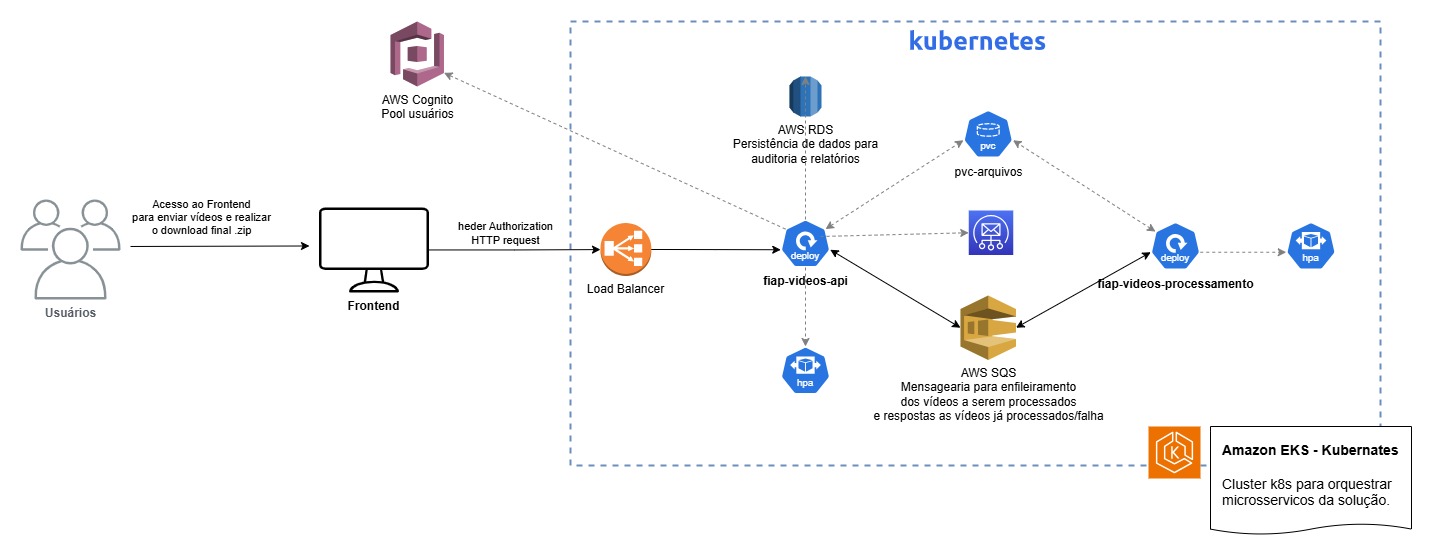 kubernetes
AWS Cognito
Pool usuários
AWS RDS
Persistência de dados para
auditoria e relatórios
pvc
pvc-arquivos
Acesso ao Frontend
para enviar vídeos e realizar
o download final .zip
Usuários
Frontend
heder Authorization
HTTP request
Load Balancer
deploy
fiap-videos-api
hpa
AWS SQS
Mensagearia para enfileiramento
dos vídeos a serem processados
e respostas as vídeos já processados/falha
deploy
fiap-videos-processamento
hpa
K
Amazon EKS - Kubernates
Cluster k8s para orquestrar
microsservicos da solução.